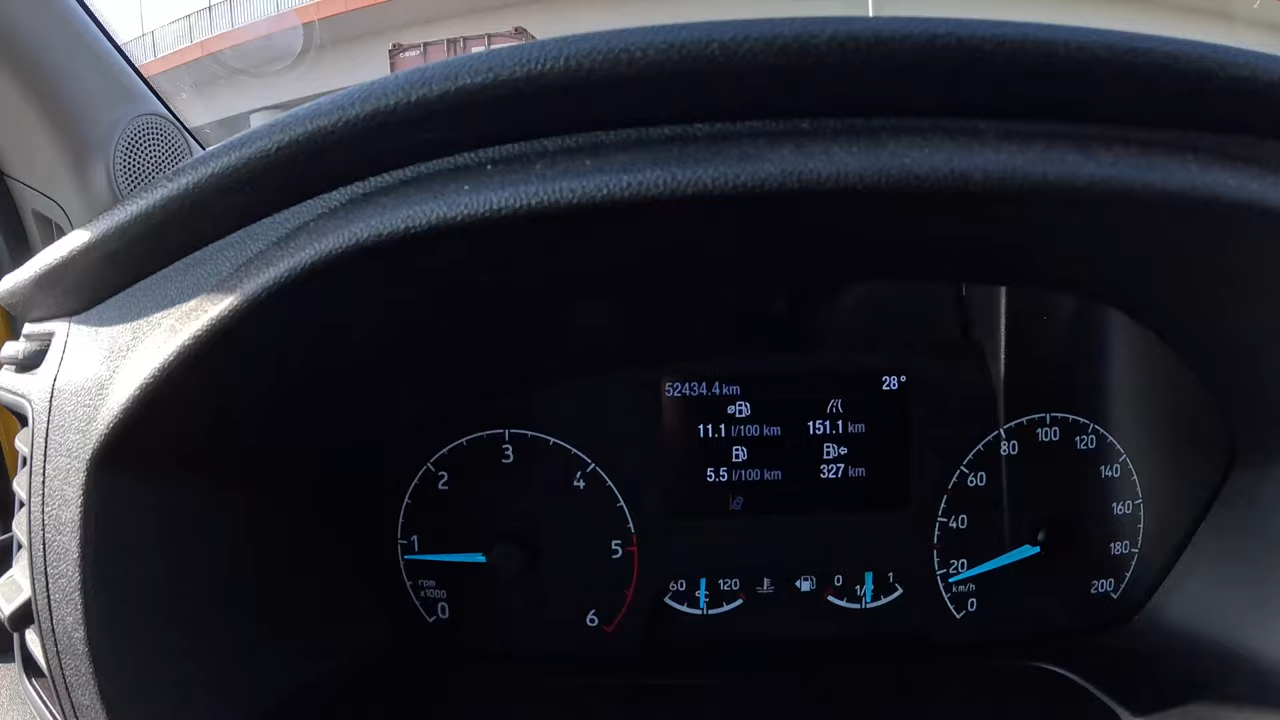 52434.4 km
28°
11.1 l/100 km
151.1 km
5.5 l/100 km
327 km
0
1
2
3
4
5
6
rpm
x1000
60
120
°C
0
1/2
1
0
20
40
60
80
100
120
140
160
180
200
km/h